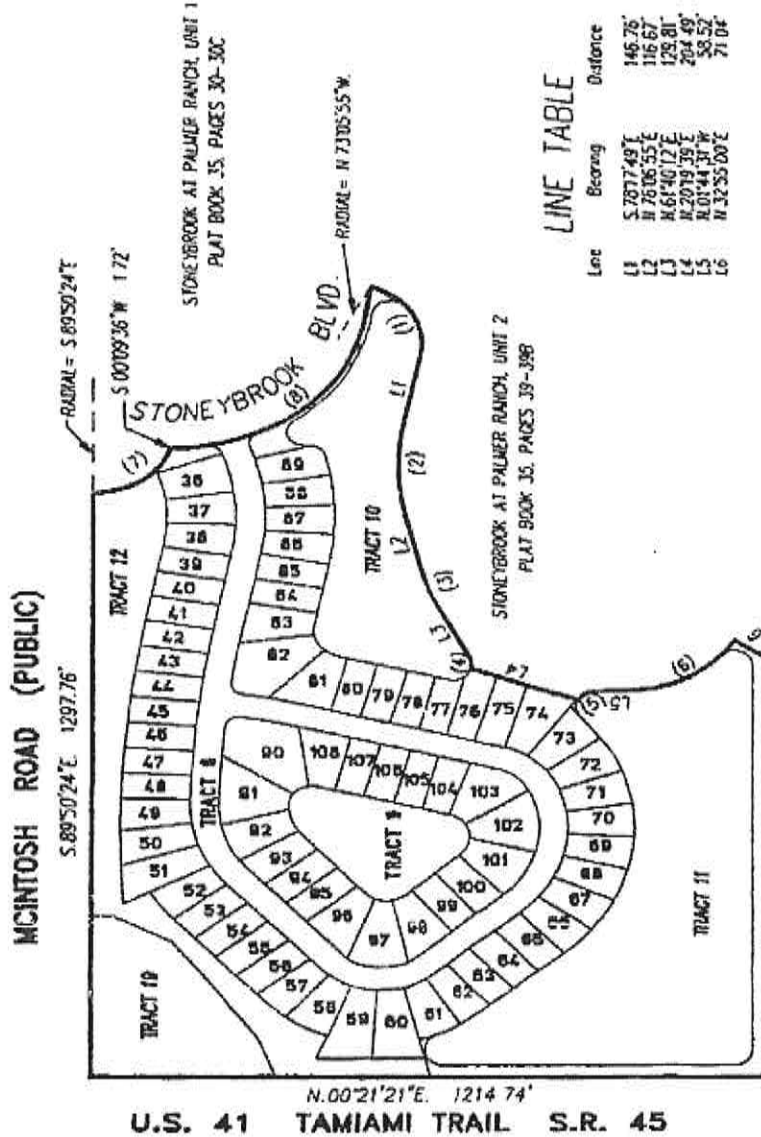 MCINTOSH ROAD (PUBLIC)
S.89°50'24"E. 1297.76'
RADIAL= S 89°50'24"E
S 00°09'36"W 1 72'
STONEYBROOK AT PALMER RANCH, UNIT 1
PLAT BOOK 35, PAGES 30-30C
RADIAL= N 73°05'55"W.
STONEYBROOK BLVD.
(7)
(8)
(1)
L1
(2)
L2
(3)
L3
(4)
L4
(5)
L5
(6)
TRACT 12
36
37
38
39
40
41
42
43
44
45
46
47
48
49
50
51
52
53
54
55
56
57
58
59
60
61
62
63
64
65
67
68
69
70
71
72
73
74
75
76
77
78
79
80
81
82
83
84
85
86
87
88
89
90
91
92
93
94
95
96
97
98
99
100
101
102
103
104
105
106
107
108
TRACT 10
TRACT 11
TRACT 19
STONEYBROOK AT PALMER RANCH, UNIT 2
PLAT BOOK 35, PAGES 39-39B
LINE TABLE
Line Bearing Distance
L1 S.78°17'49"E 146.76'
L2 N 76°06'55"E 116.67'
L3 N.61°40'12"E 129.81'
L4 N.20°19'39"E 204.49'
L5 N.01°44'31"W 58.52'
L6 N 32°55'00"E 71 04'
N.00°21'21"E. 1214 74'
U.S. 41 TAMIAMI TRAIL S.R. 45